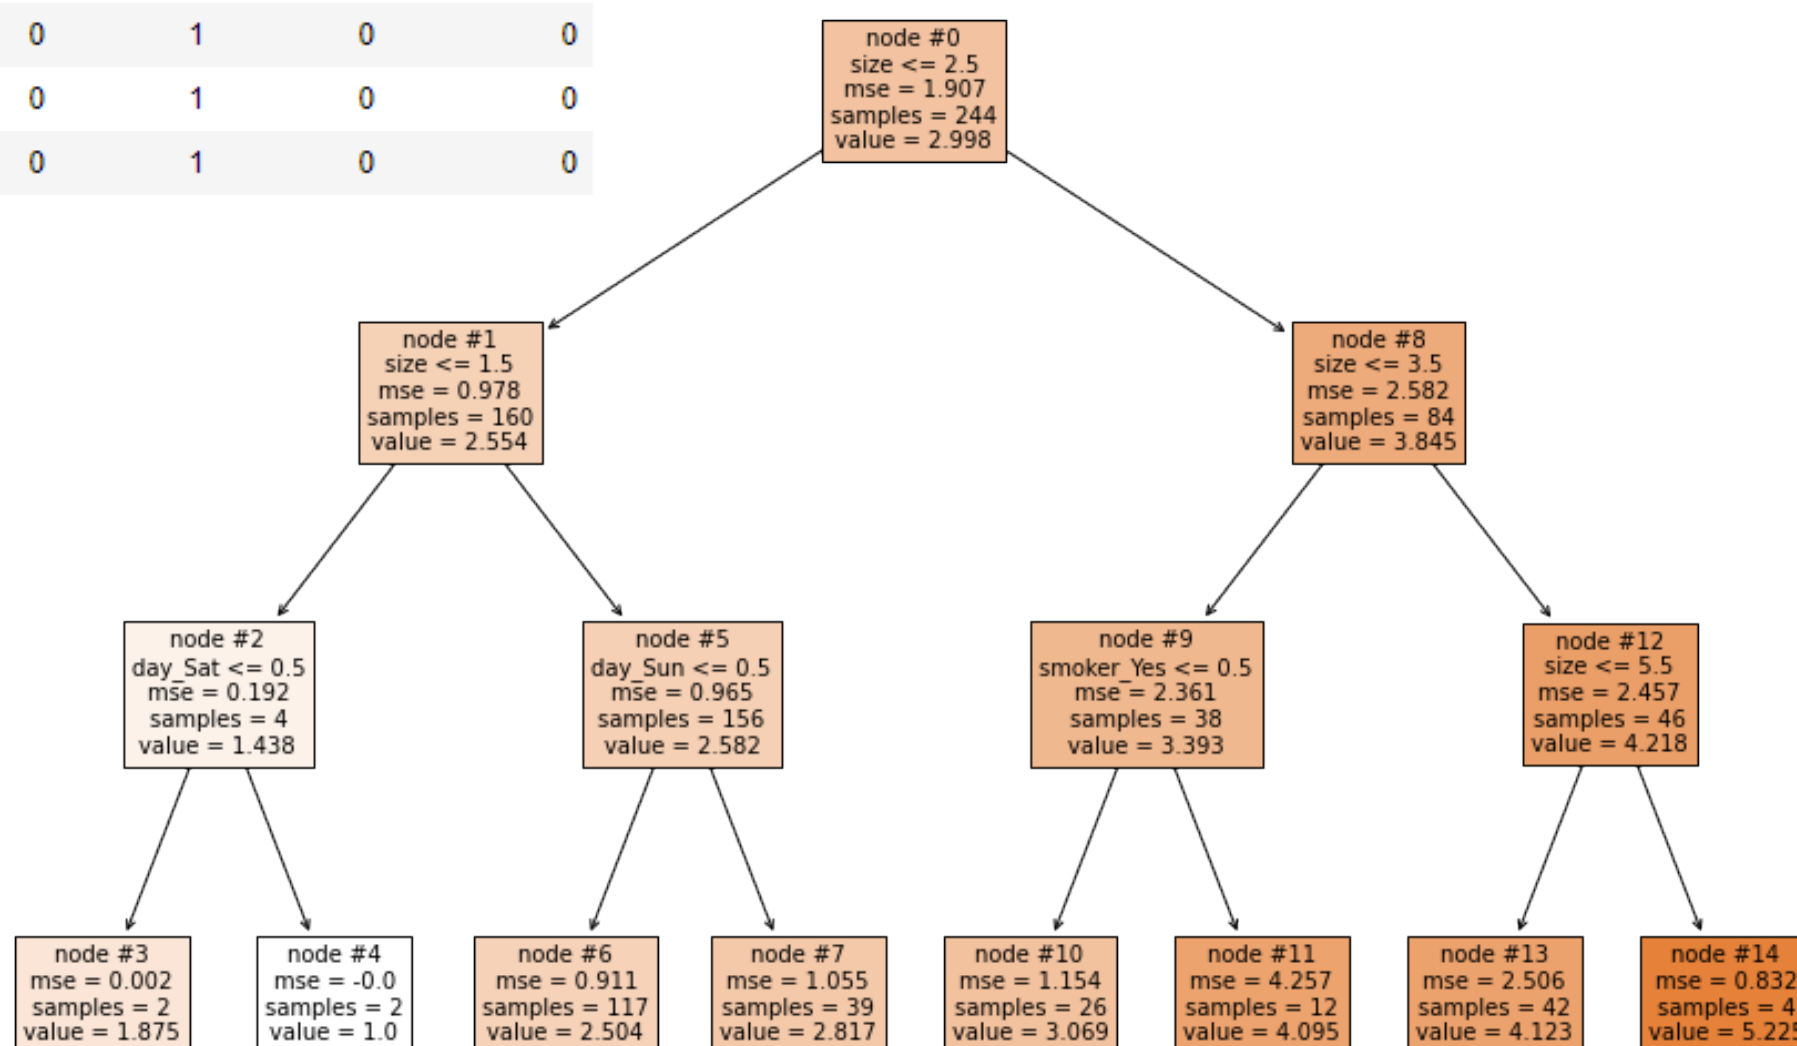 0 1 0 0
0 1 0 0
0 1 0 0
node #0
size <= 2.5
mse = 1.907
samples = 244
value = 2.998
node #1
size <= 1.5
mse = 0.978
samples = 160
value = 2.554
node #8
size <= 3.5
mse = 2.582
samples = 84
value = 3.845
node #2
day_Sat <= 0.5
mse = 0.192
samples = 4
value = 1.438
node #5
day_Sun <= 0.5
mse = 0.965
samples = 156
value = 2.582
node #9
smoker_Yes <= 0.5
mse = 2.361
samples = 38
value = 3.393
node #12
size <= 5.5
mse = 2.457
samples = 46
value = 4.218
node #3
mse = 0.002
samples = 2
value = 1.875
node #4
mse = -0.0
samples = 2
value = 1.0
node #6
mse = 0.911
samples = 117
value = 2.504
node #7
mse = 1.055
samples = 39
value = 2.817
node #10
mse = 1.154
samples = 26
value = 3.069
node #11
mse = 4.257
samples = 12
value = 4.095
node #13
mse = 2.506
samples = 42
value = 4.123
node #14
mse = 0.832
samples = 4
value = 5.225